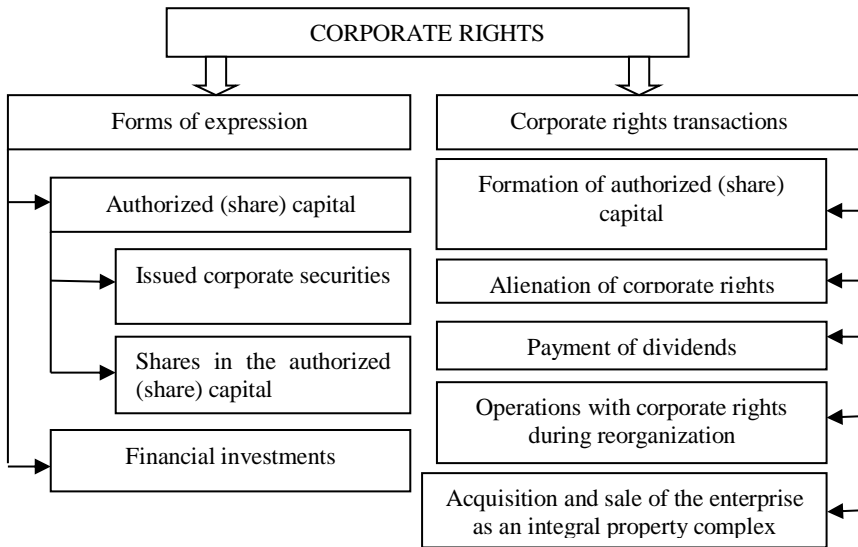 CORPORATE RIGHTS
Forms of expression
Authorized (share) capital
Issued corporate securities
Shares in the authorized
(share) capital
Financial investments
Corporate rights transactions
Formation of authorized (share)
capital
Alienation of corporate rights
Payment of dividends
Operations with corporate rights
during reorganization
Acquisition and sale of the enterprise
as an integral property complex